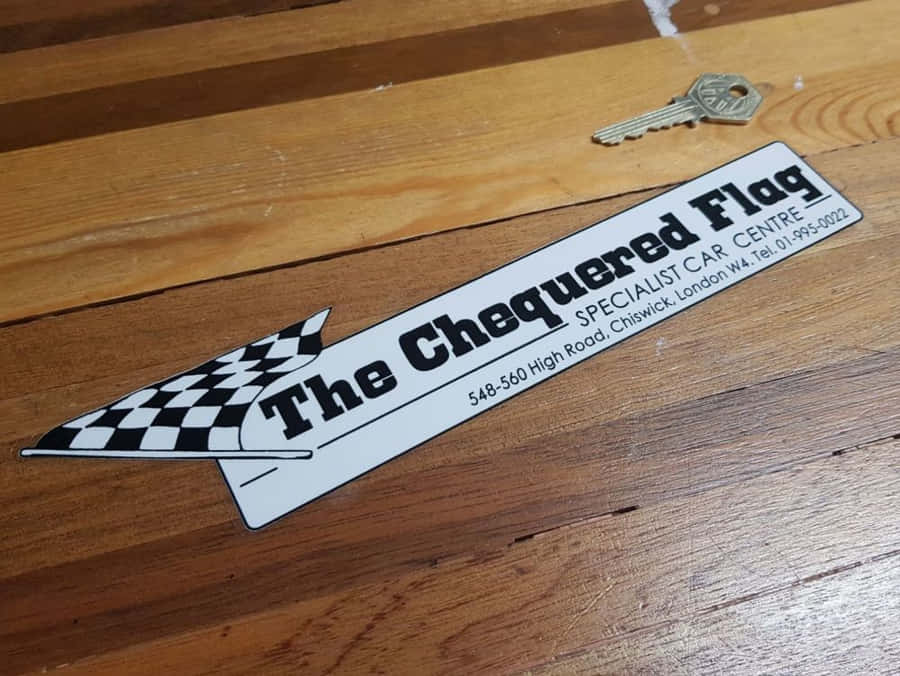 The Chequered Flag
SPECIALIST CAR CENTRE
548-560 High Road, Chiswick, London W4. Tel. 01-995-0022